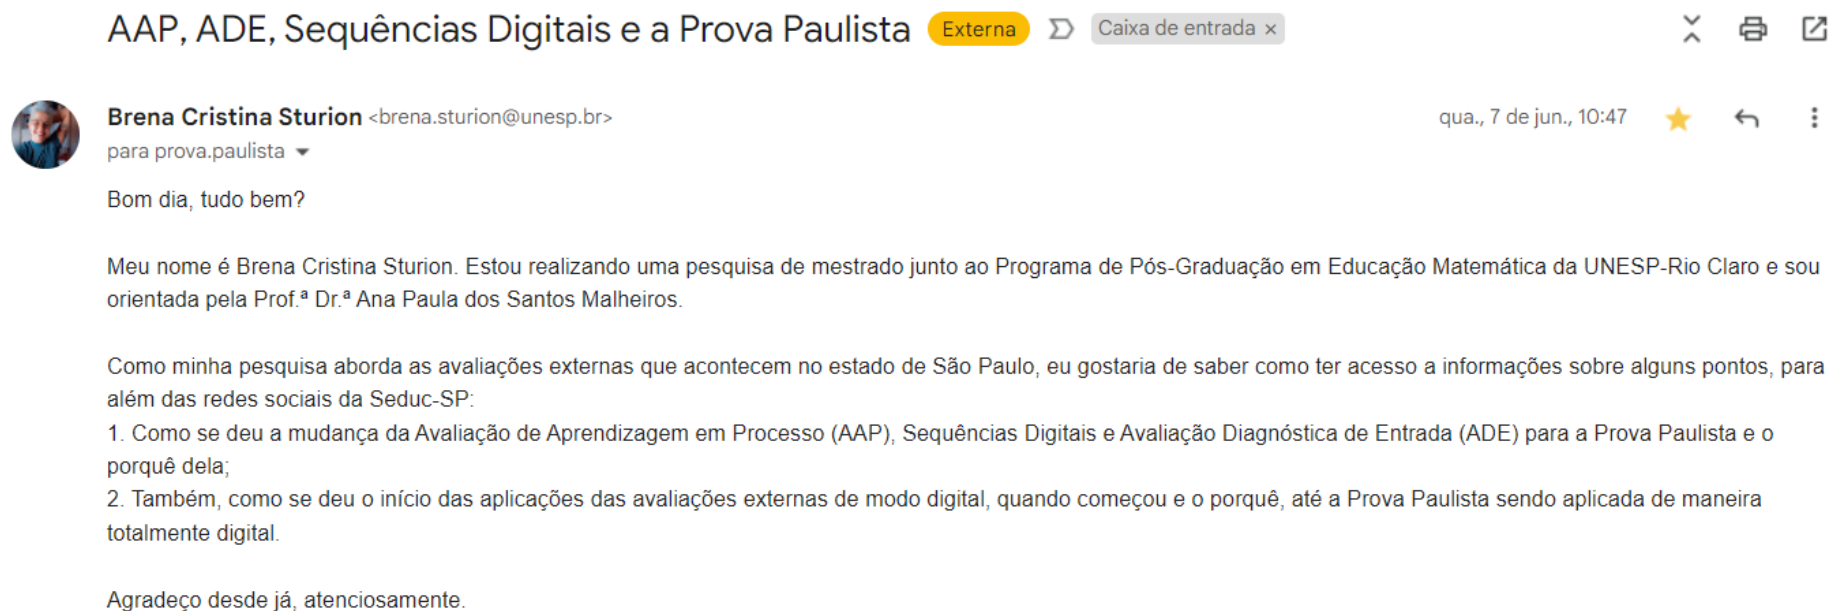 AAP, ADE, Sequências Digitais e a Prova Paulista Externa Caixa de entrada ×
Brena Cristina Sturion <brena.sturion@unesp.br> qua., 7 de jun., 10:47
para prova.paulista
Bom dia, tudo bem?
Meu nome é Brena Cristina Sturion. Estou realizando uma pesquisa de mestrado junto ao Programa de Pós-Graduação em Educação Matemática da UNESP-Rio Claro e sou
orientada pela Prof.ª Dr.ª Ana Paula dos Santos Malheiros.
Como minha pesquisa aborda as avaliações externas que acontecem no estado de São Paulo, eu gostaria de saber como ter acesso a informações sobre alguns pontos, para
além das redes sociais da Seduc-SP:
1. Como se deu a mudança da Avaliação de Aprendizagem em Processo (AAP), Sequências Digitais e Avaliação Diagnóstica de Entrada (ADE) para a Prova Paulista e o
porquê dela;
2. Também, como se deu o início das aplicações das avaliações externas de modo digital, quando começou e o porquê, até a Prova Paulista sendo aplicada de maneira
totalmente digital.
Agradeço desde já, atenciosamente.